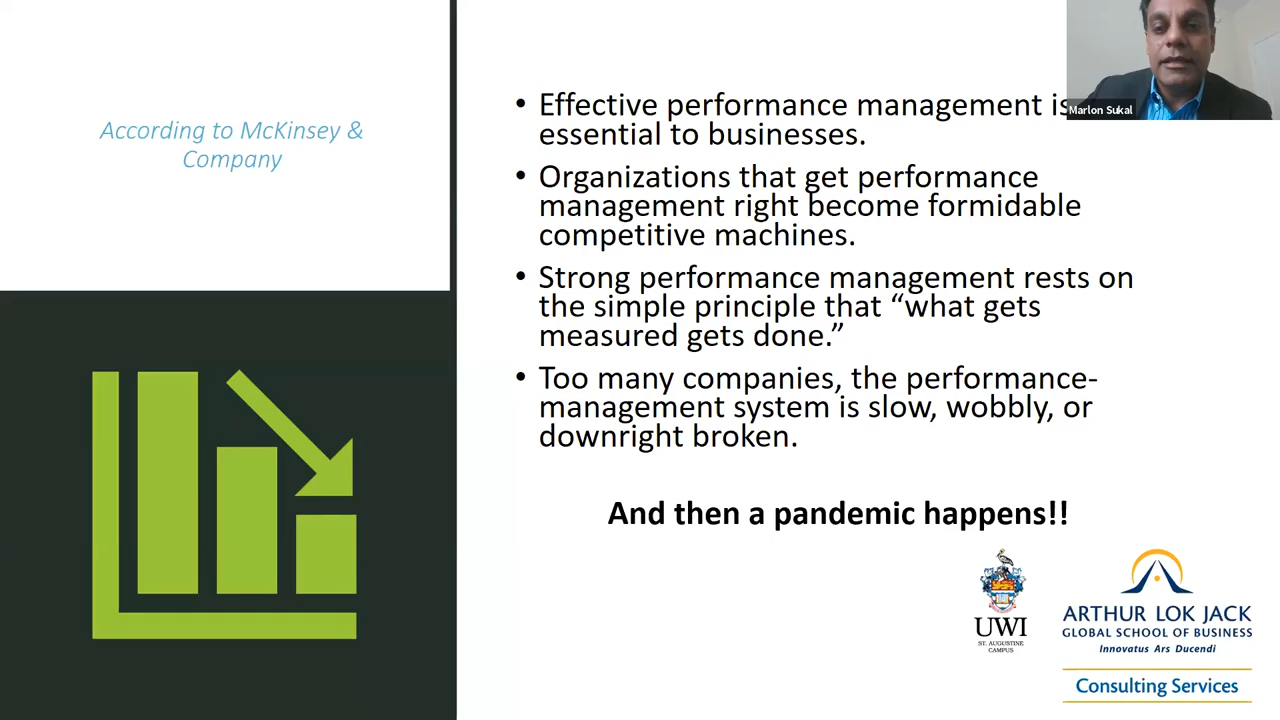 According to McKinsey &
Company
• Effective performance management is
essential to businesses.
• Organizations that get performance
management right become formidable
competitive machines.
• Strong performance management rests on
the simple principle that “what gets
measured gets done.”
• Too many companies, the performance-
management system is slow, wobbly, or
downright broken.
And then a pandemic happens!!
Marlon Sukal
UWI
ST. AUGUSTINE
CAMPUS
ARTHUR LOK JACK
GLOBAL SCHOOL OF BUSINESS
Innovatus Ars Ducendi
Consulting Services